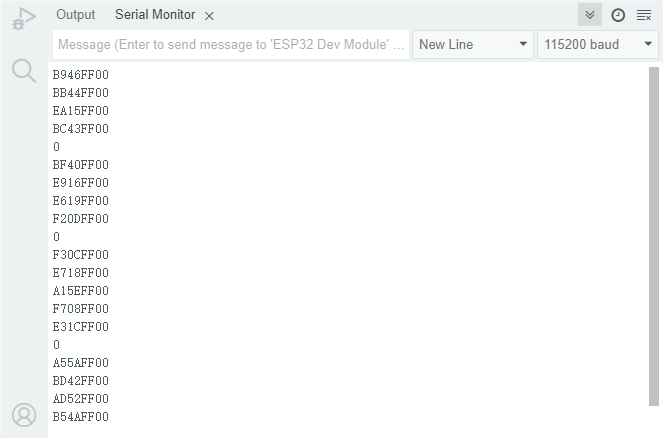 Output Serial Monitor
Message (Enter to send message to 'ESP32 Dev Module' ... New Line 115200 baud
B946FF00
BB44FF00
EA15FF00
BC43FF00
0
BF40FF00
E916FF00
E619FF00
F20DFF00
0
F30CFF00
E718FF00
A15EFF00
F708FF00
E31CFF00
0
A55AFF00
BD42FF00
AD52FF00
B54AFF00